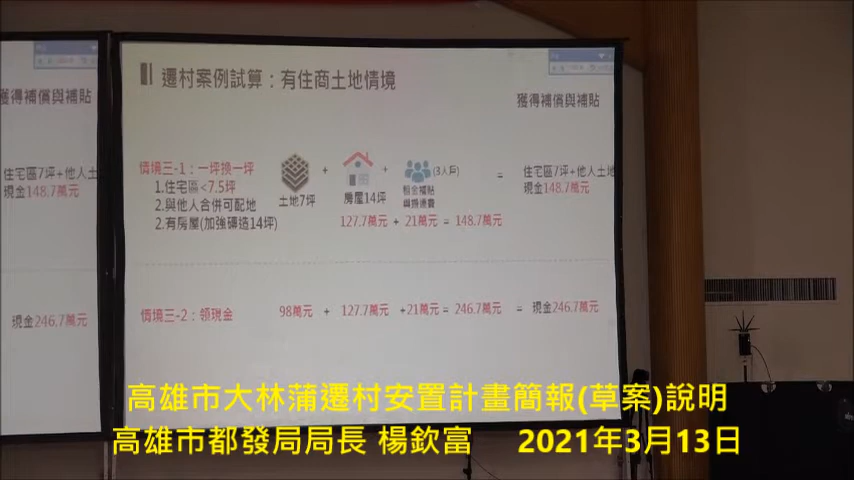 獲得補償與補貼
住宅區7坪+他人土
現金148.7萬元
現金246.7萬元
遷村案例試算：有住商土地情境
獲得補償與補貼
情境三-1：一坪換一坪
1.住宅區<7.5坪
2.與他人合併可配地
2.有房屋(加強磚造14坪)
土地7坪
+
房屋14坪
+
(3人戶)
租金補貼
與搬遷費
127.7萬元 + 21萬元 = 148.7萬元
=
住宅區7坪+他人土地
現金148.7萬元
情境三-2：領現金
98萬元 + 127.7萬元 +21萬元 = 246.7萬元 = 現金246.7萬元
高雄市大林蒲遷村安置計畫簡報(草案)說明
高雄市都發局局長 楊欽富 2021年3月13日